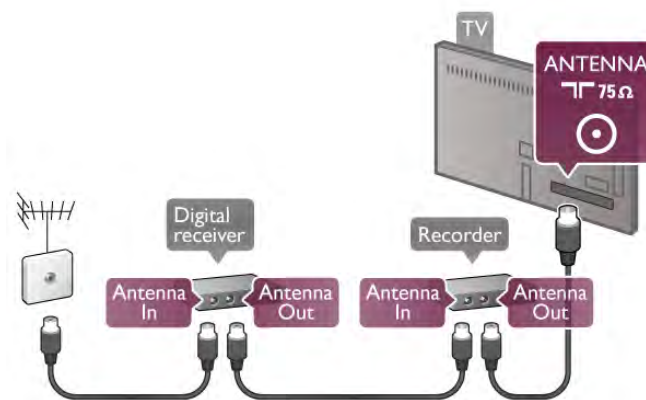 TV
ANTENNA
75 Ω
Digital
receiver
Recorder
Antenna
In
Antenna
Out
Antenna
In
Antenna
Out